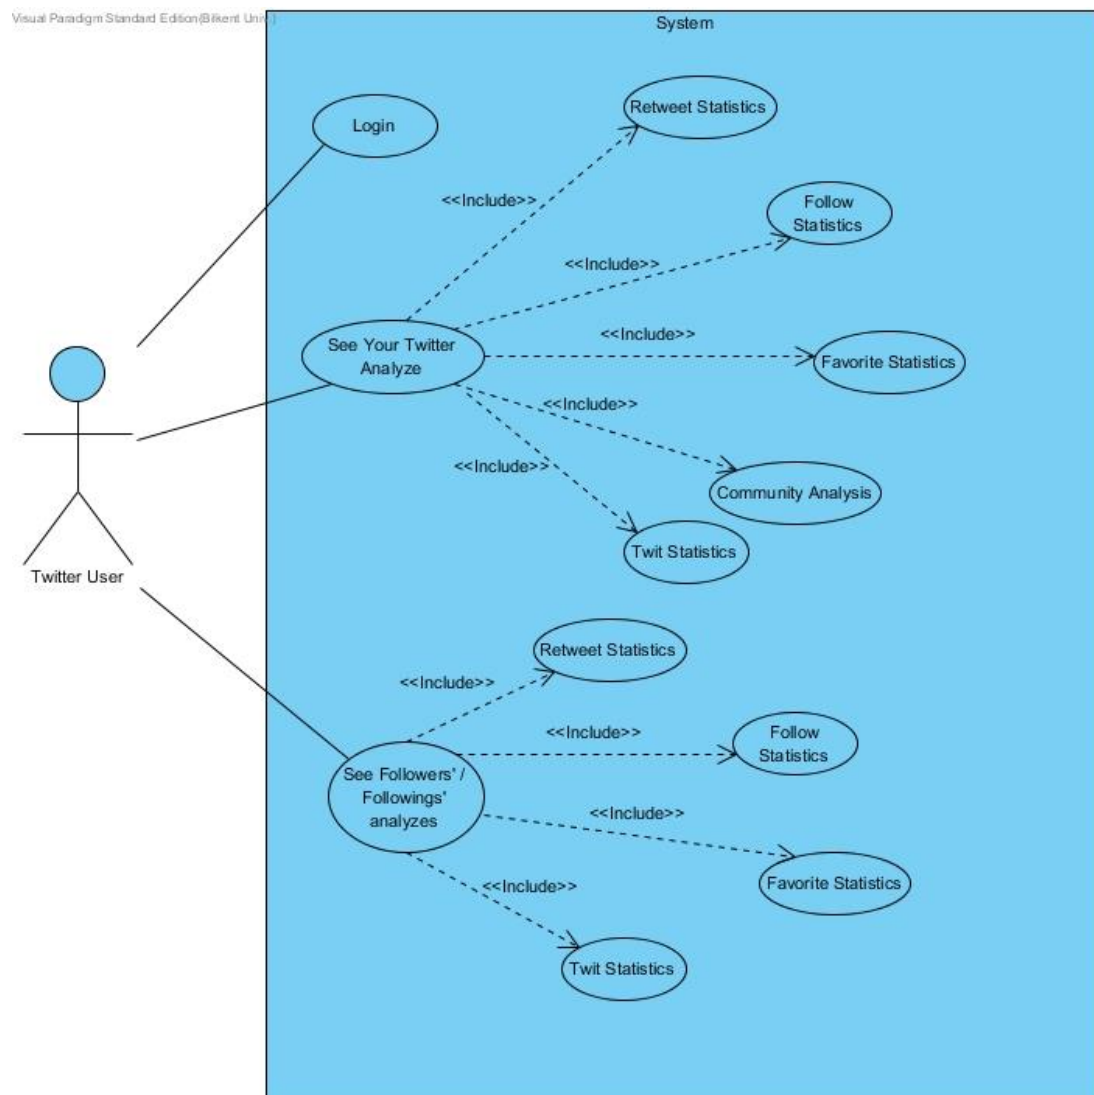 Visual Paradigm Standard Edition(Bilkent Univ.)
System
Login
Retweet Statistics
<<Include>>
Follow
Statistics
<<Include>>
See Your Twitter
Analyze
<<Include>>
Favorite Statistics
<<Include>>
Community Analysis
<<Include>>
Twit Statistics
Twitter User
Retweet Statistics
<<Include>>
Follow
Statistics
<<Include>>
See Followers' /
Followings'
analyzes
<<Include>>
Favorite Statistics
<<Include>>
Twit Statistics